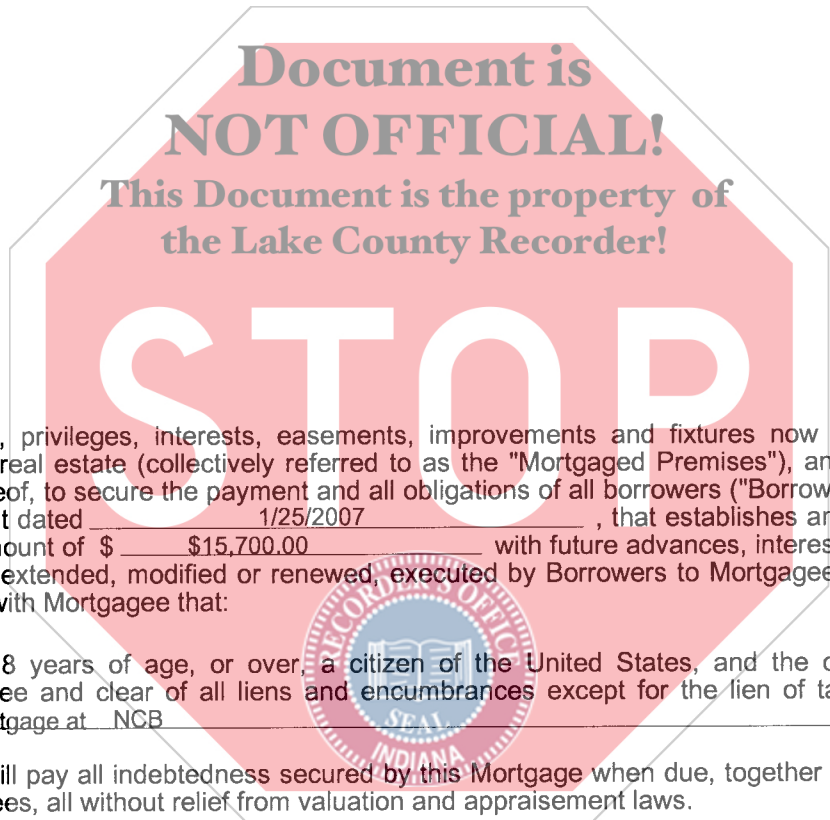 Document is
NOT OFFICIAL!
This Document is the property of
the Lake County Recorder!
STOP
, privileges, interests, easements, improvements and fixtures now
real estate (collectively referred to as the "Mortgaged Premises"), an
eof, to secure the payment and all obligations of all borrowers ("Borrow
t dated 1/25/2007 , that establishes an
ount of $ $15,700.00 with future advances, interes
extended, modified or renewed, executed by Borrowers to Mortgagee
with Mortgagee that:
8 years of age, or over, a citizen of the United States, and the o
ee and clear of all liens and encumbrances except for the lien of ta
tgage at NCB
RECORDER'S OFFICE
SEAL
INDIANA
ill pay all indebtedness secured by this Mortgage when due, together
ees, all without relief from valuation and appraisement laws.